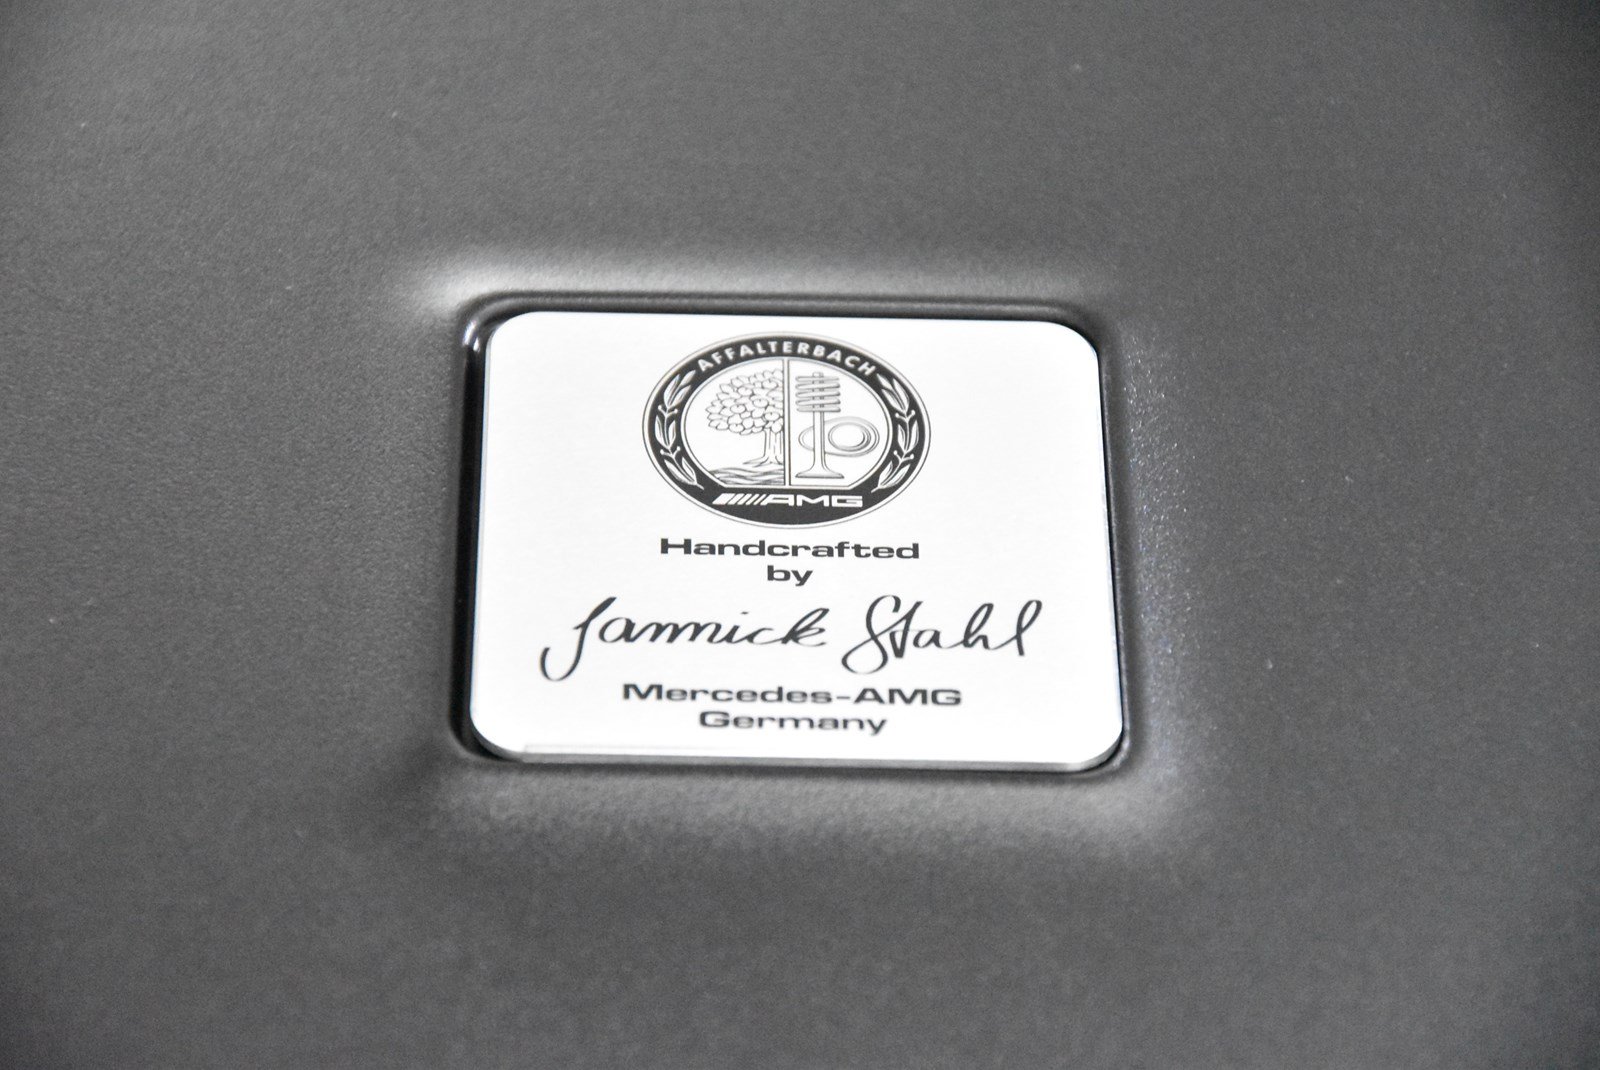 AFFALTERBACH
AMG
Handcrafted
by
Jannick Stahl
Mercedes-AMG
Germany